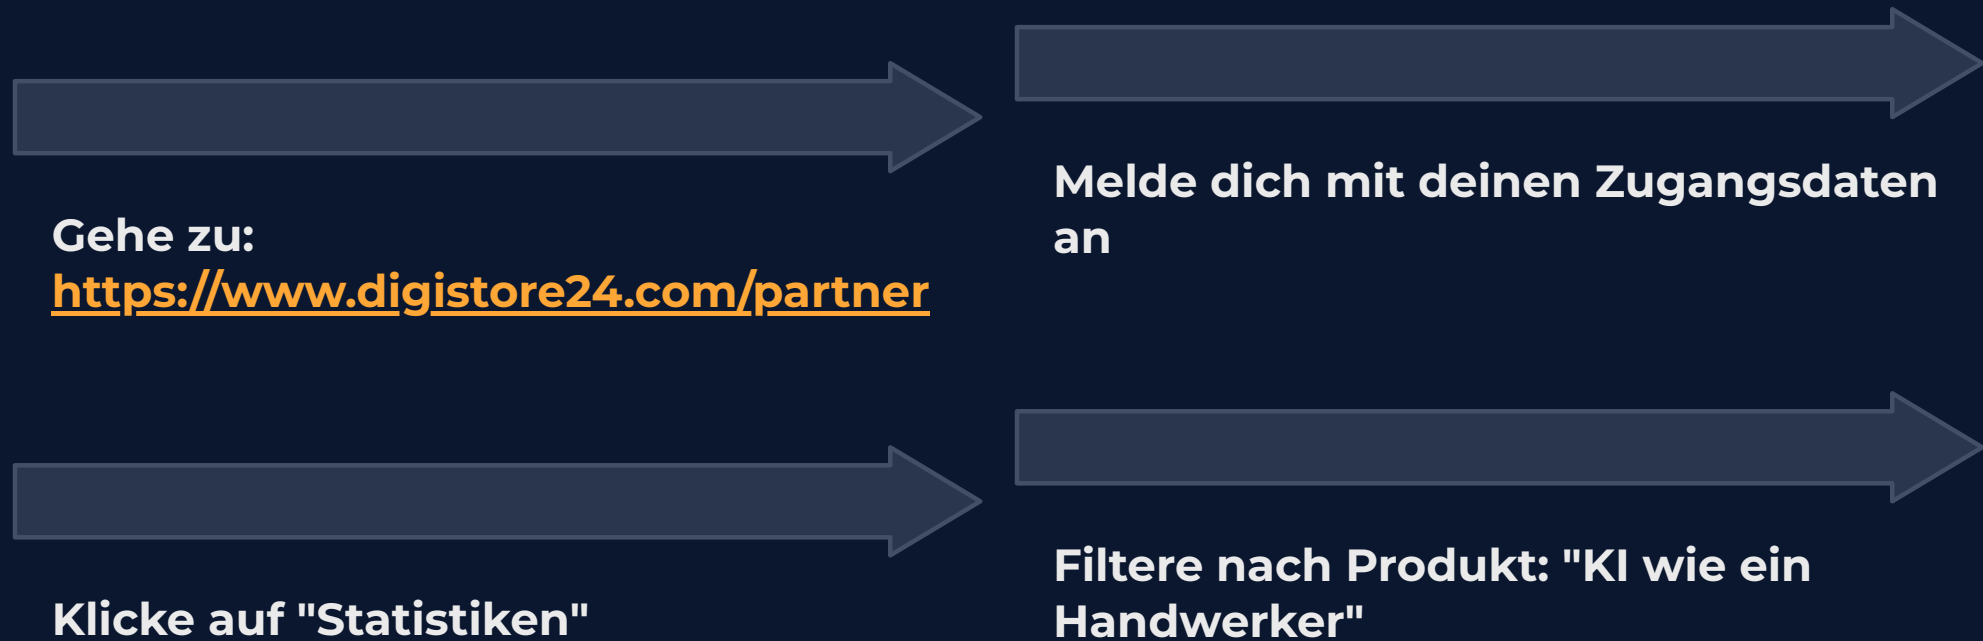 Gehe zu:
https://www.digistore24.com/partner
Melde dich mit deinen Zugangsdaten
an
Klicke auf "Statistiken"
Filtere nach Produkt: "KI wie ein
Handwerker"